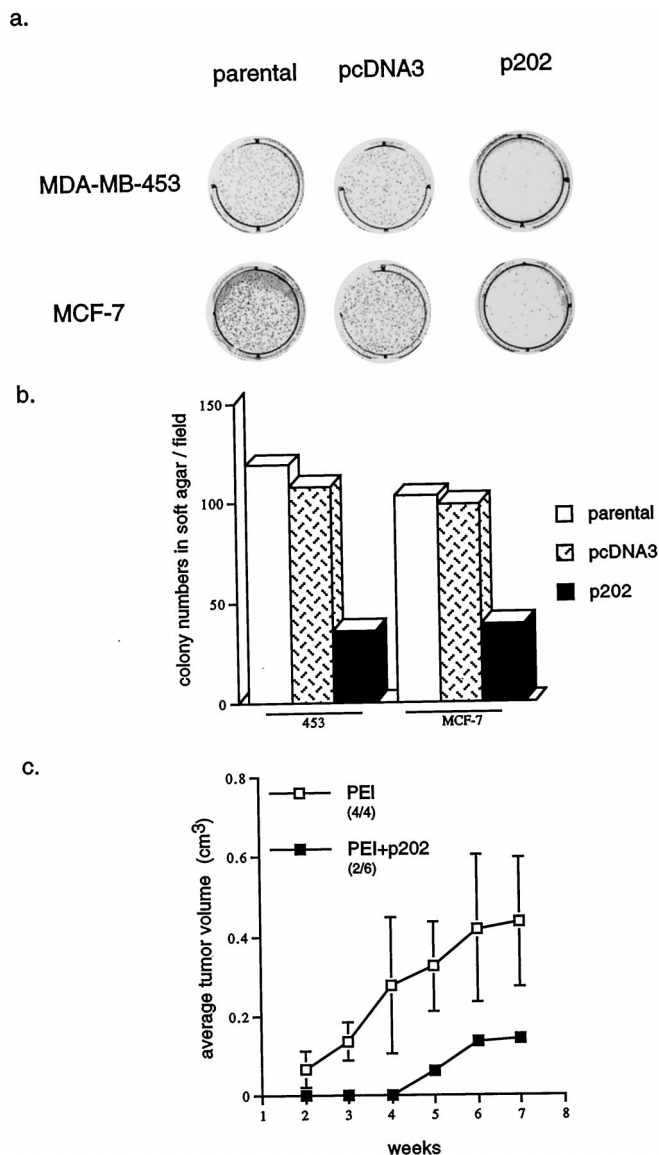 a.
parental pcDNA3 p202
MDA-MB-453
MCF-7
b.
colony numbers in soft agar / field
150
100
50
0
453 MCF-7
parental
pcDNA3
p202
c.
average tumor volume (cm³)
0.8
0.6
0.4
0.2
0
PEI
(4/4)
PEI+p202
(2/6)
1 2 3 4 5 6 7 8
weeks